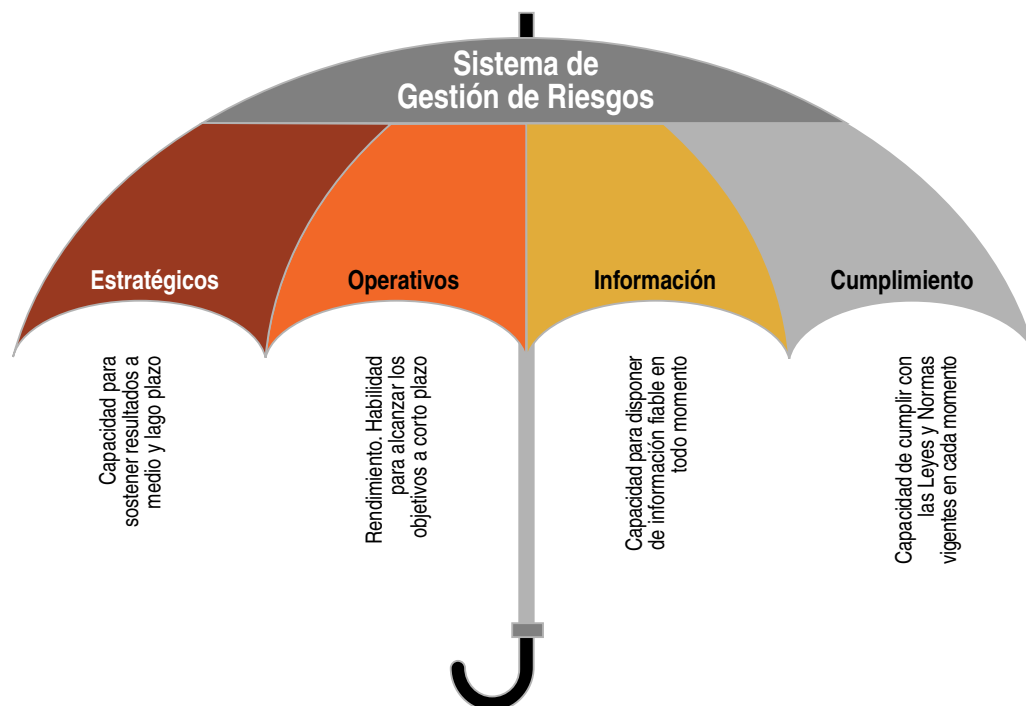 Sistema de
Gestión de Riesgos
Estratégicos
Operativos
Información
Cumplimiento
Capacidad para
sostener resultados a
medio y lago plazo
Rendimiento. Habilidad
para alcanzar los
objetivos a corto plazo
Capacidad para disponer
de información fiable en
todo momento
Capacidad de cumplir con
las Leyes y Normas
vigentes en cada momento